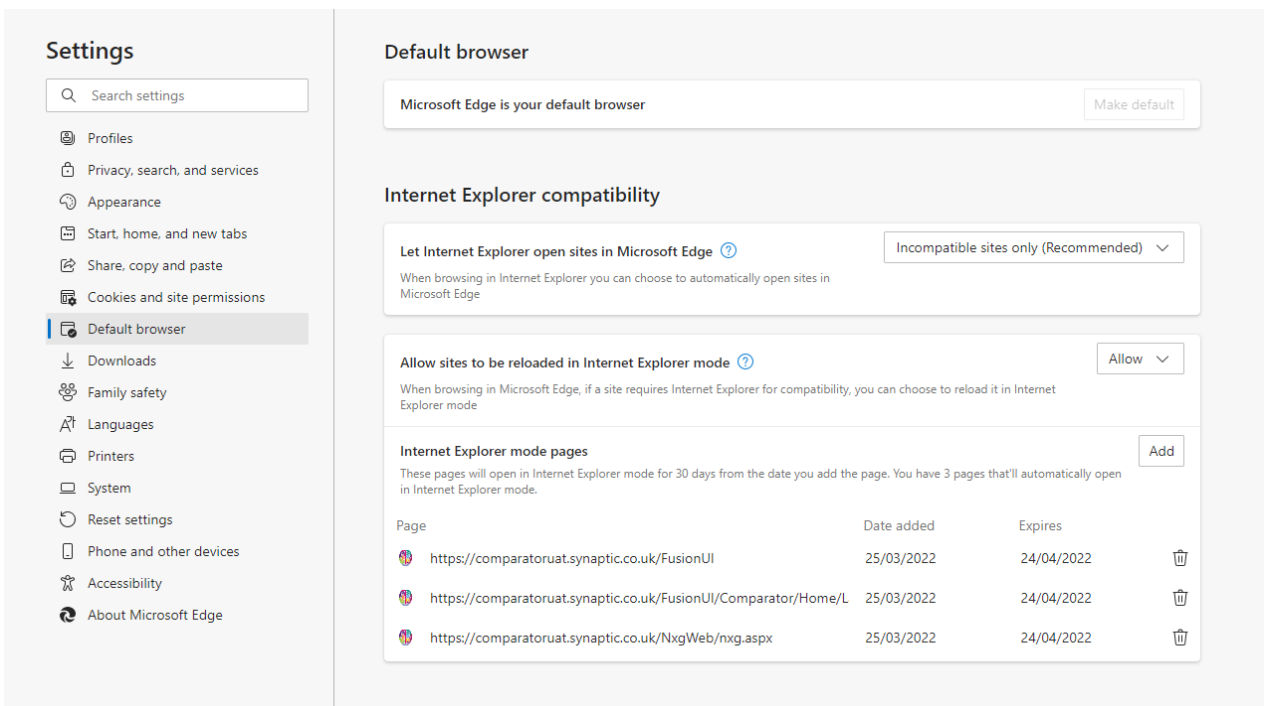 Settings
Search settings
Profiles
Privacy, search, and services
Appearance
Start, home, and new tabs
Share, copy and paste
Cookies and site permissions
Default browser
Downloads
Family safety
Languages
Printers
System
Reset settings
Phone and other devices
Accessibility
About Microsoft Edge
Default browser
Microsoft Edge is your default browser
Make default
Internet Explorer compatibility
Let Internet Explorer open sites in Microsoft Edge
Incompatible sites only (Recommended)
When browsing in Internet Explorer you can choose to automatically open sites in
Microsoft Edge
Allow sites to be reloaded in Internet Explorer mode
Allow
When browsing in Microsoft Edge, if a site requires Internet Explorer for compatibility, you can choose to reload it in Internet
Explorer mode
Internet Explorer mode pages
Add
These pages will open in Internet Explorer mode for 30 days from the date you add the page. You have 3 pages that'll automatically open
in Internet Explorer mode.
Page Date added Expires
https://comparatoruat.synaptic.co.uk/FusionUI 25/03/2022 24/04/2022
https://comparatoruat.synaptic.co.uk/FusionUI/Comparator/Home/L 25/03/2022 24/04/2022
https://comparatoruat.synaptic.co.uk/NxgWeb/nxg.aspx 25/03/2022 24/04/2022